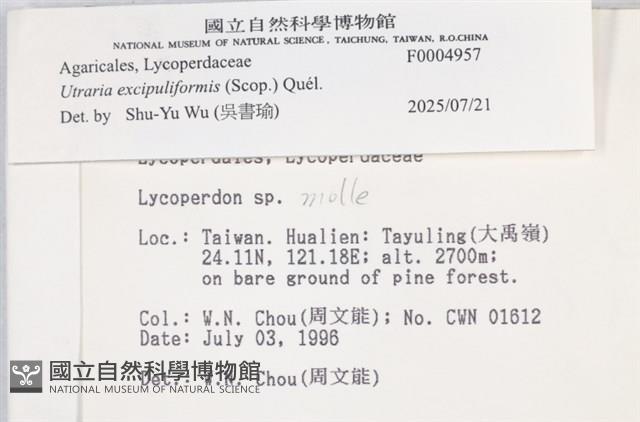 國立自然科學博物館
NATIONAL MUSEUM OF NATURAL SCIENCE, TAICHUNG, TAIWAN, R.O.CHINA
Agaricales, Lycoperdaceae F0004957
Utraria excipuliformis (Scop.) Quél.
Det. by Shu-Yu Wu (吳書瑜) 2025/07/21
Lycoperdales, Lycoperdaceae
Lycoperdon sp. molle
Loc.: Taiwan. Hualien: Tayuling(大禹嶺)
24.11N, 121.18E; alt. 2700m;
on bare ground of pine forest.
Col.: W.N. Chou(周文能); No. CWN 01612
Date: July 03, 1996
Det.: W.N. Chou(周文能)
國立自然科學博物館
NATIONAL MUSEUM OF NATURAL SCIENCE